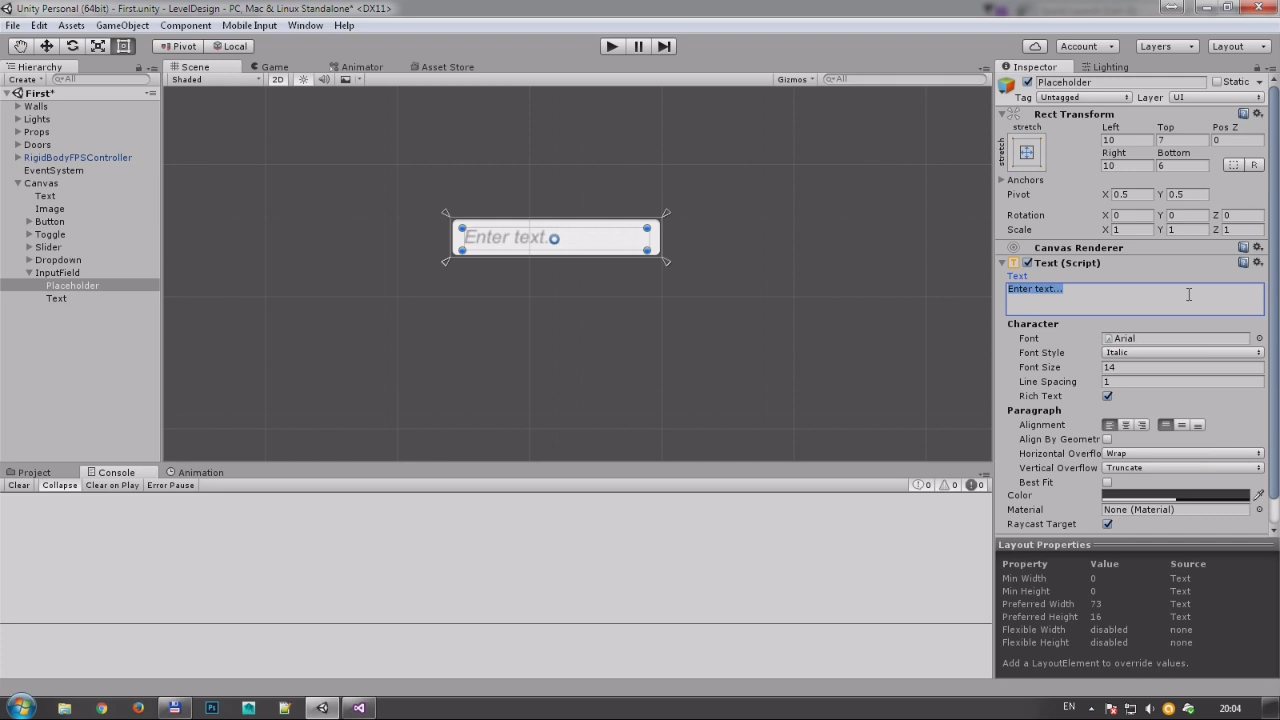 Unity Personal (64bit) - First.unity - LevelDesign - PC, Mac & Linux Standalone* <DX11>
File Edit Assets GameObject Component Mobile Input Window Help
Pivot Local Account Layers Layout
Hierarchy Scene Game Animator Asset Store Inspector Lighting
Create All Shaded 2D Gizmos All Placeholder Static
First* Tag Untagged Layer UI
Walls
Lights
Props
Doors
RigidBodyFPSController
EventSystem
Canvas
Text
Image
Button
Toggle
Slider
Dropdown
InputField
Placeholder
Text
Enter text...
Rect Transform
stretch Left Top Pos Z
stretch 10 7 0
Right Bottom
10 6 R
Anchors
Pivot X 0.5 Y 0.5
Rotation X 0 Y 0 Z 0
Scale X 1 Y 1 Z 1
Canvas Renderer
T Text (Script)
Text
Enter text...
Character
Font Arial
Font Style Italic
Font Size 14
Line Spacing 1
Rich Text
Paragraph
Alignment
Align By Geometr
Horizontal Overflo Wrap
Vertical Overflow Truncate
Best Fit
Color
Material None (Material)
Raycast Target
Project Console Animation
Clear Collapse Clear on Play Error Pause 0 0 0
Layout Properties
Property Value Source
Min Width 0 Text
Min Height 0 Text
Preferred Width 73 Text
Preferred Height 16 Text
Flexible Width disabled none
Flexible Height disabled none
Add a LayoutElement to override values.
Ps EN 20:04